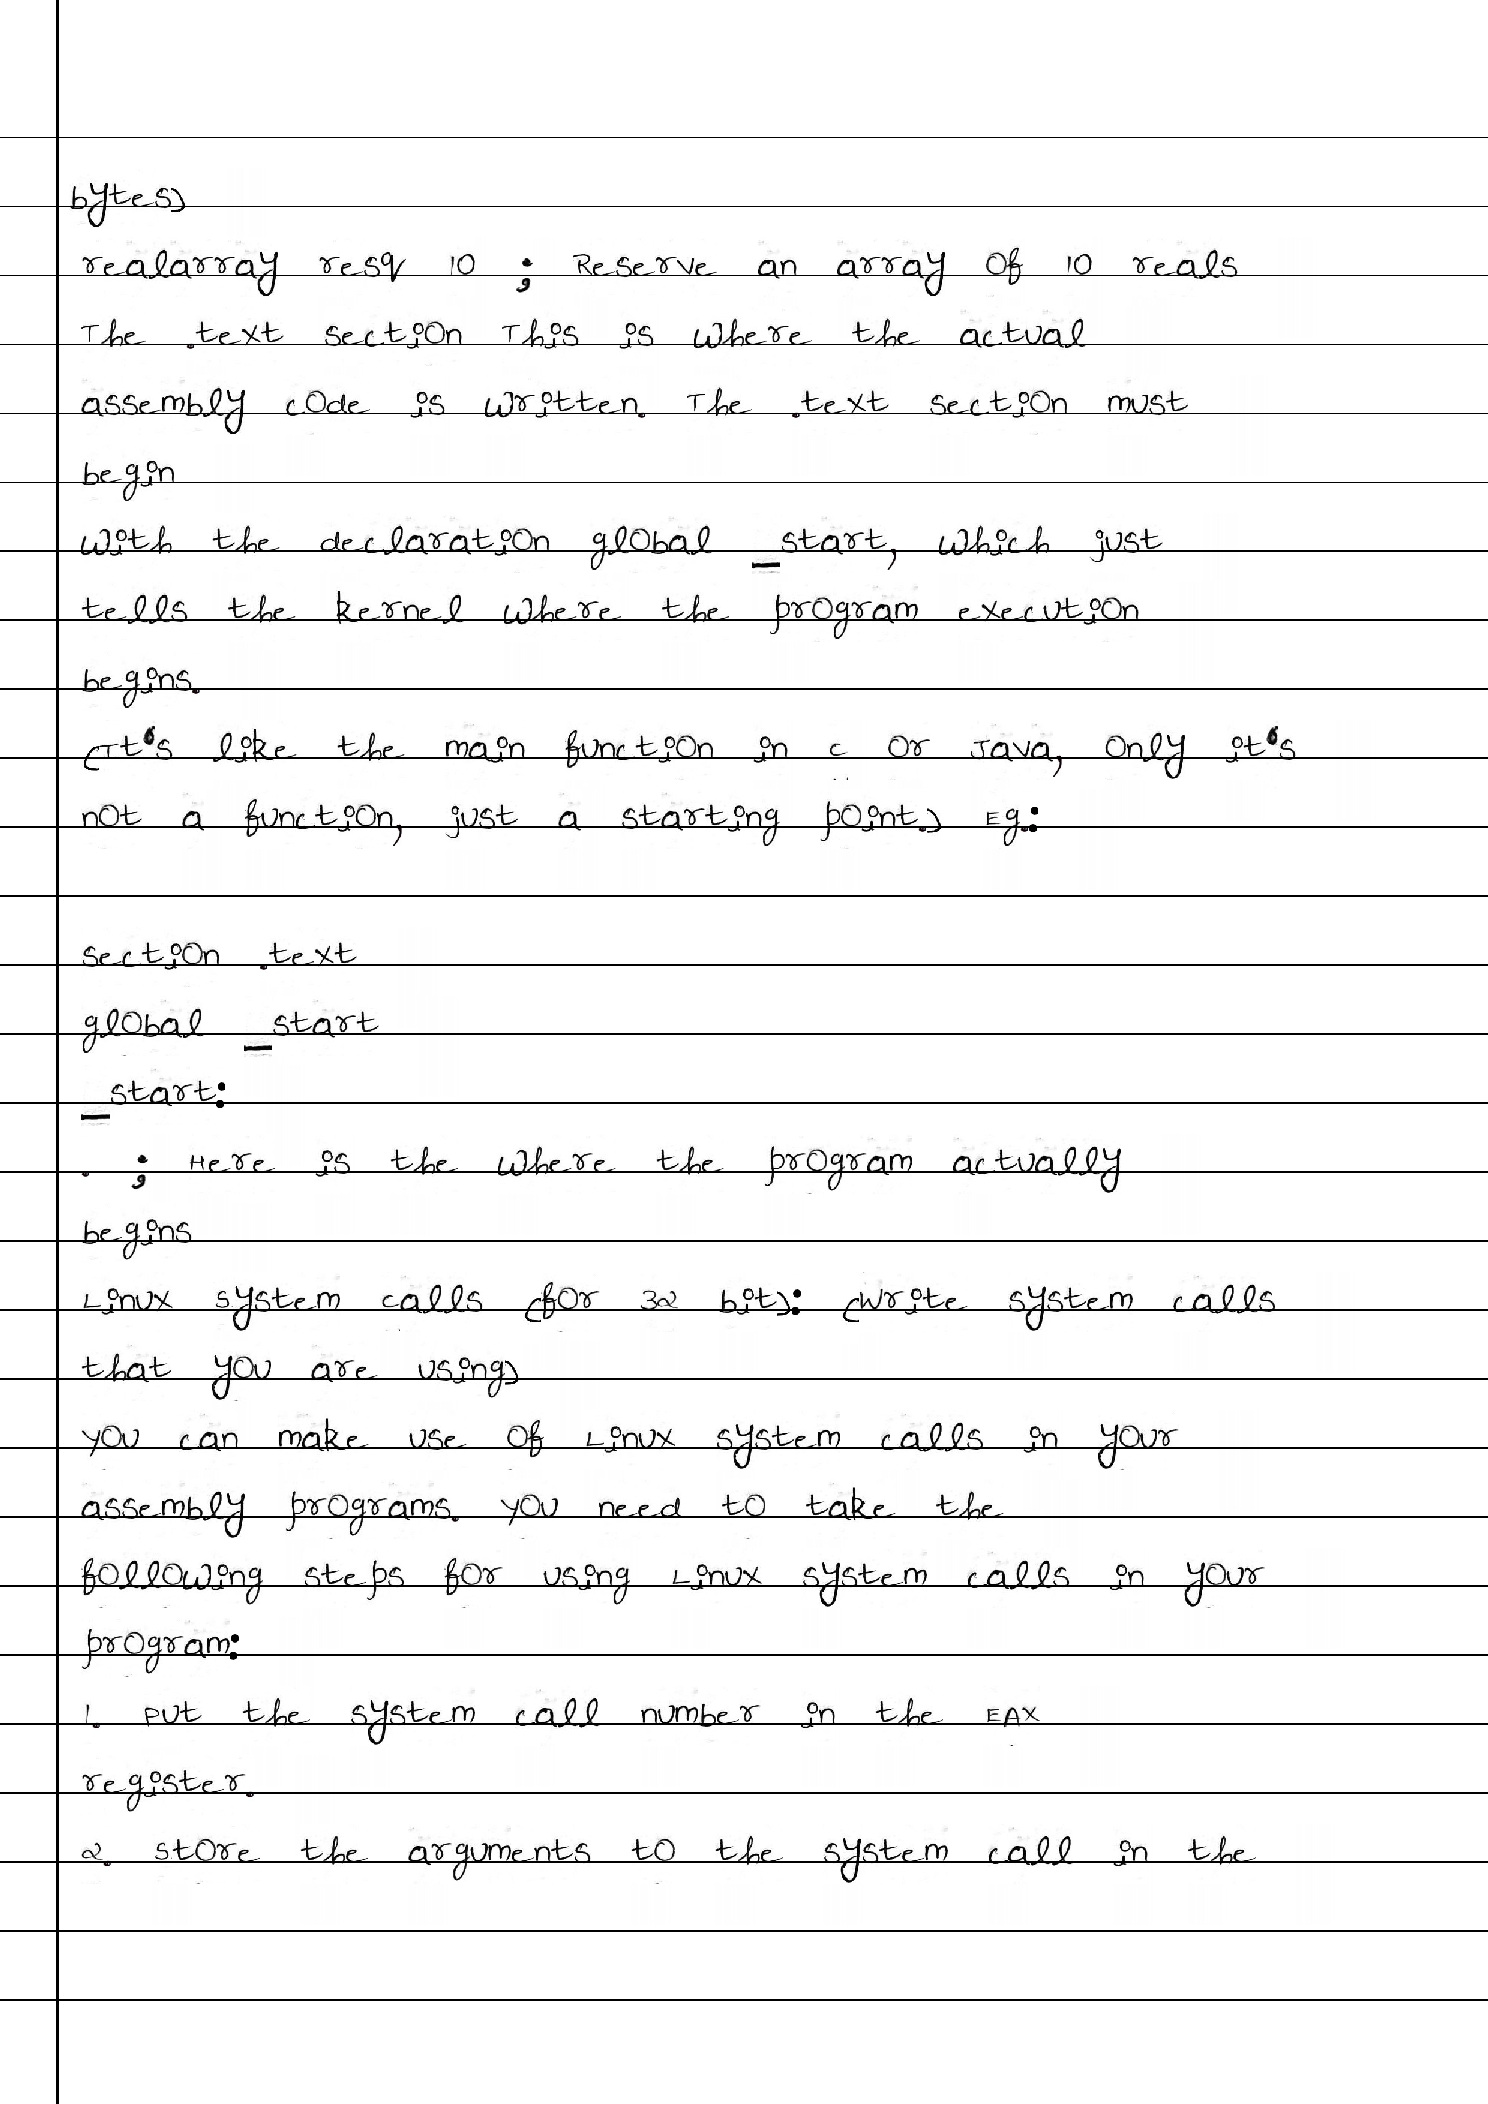 bytes)
realarray resq 10 ; Reserve an array of 10 reals
The .text section This is where the actual
assembly code is written. The .text section must
begin
with the declaration global _start, which just
tells the kernel where the program execution
begins.
(It's like the main function in C or Java, only it's
not a function, just a starting point.) Eg.:
section .text
global _start
_start:
. ; Here is the where the program actually
begins
Linux System calls (for 32 bit): (Write system calls
that you are using)
You can make use of Linux system calls in your
assembly programs. You need to take the
following steps for using Linux system calls in your
program:
1. Put the system call number in the EAX
register.
2. Store the arguments to the system call in the